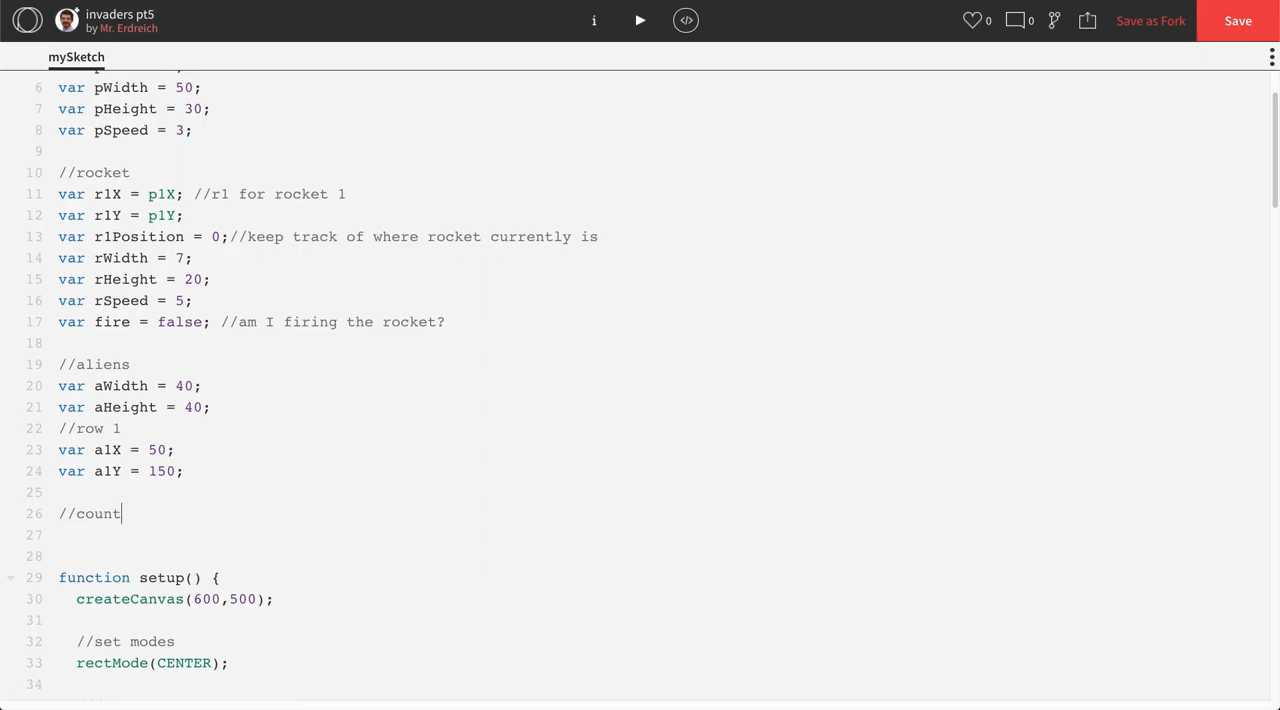 invaders pt5
by Mr. Erdreich
i
</>
0
0
Save as Fork
Save
mySketch
6 var pWidth = 50;
7 var pHeight = 30;
8 var pSpeed = 3;
9
10 //rocket
11 var r1X = p1X; //r1 for rocket 1
12 var r1Y = p1Y;
13 var r1Position = 0;//keep track of where rocket currently is
14 var rWidth = 7;
15 var rHeight = 20;
16 var rSpeed = 5;
17 var fire = false; //am I firing the rocket?
18
19 //aliens
20 var aWidth = 40;
21 var aHeight = 40;
22 //row 1
23 var a1X = 50;
24 var a1Y = 150;
25
26 //count
27
28
29 function setup() {
30 createCanvas(600,500);
31
32 //set modes
33 rectMode(CENTER);
34